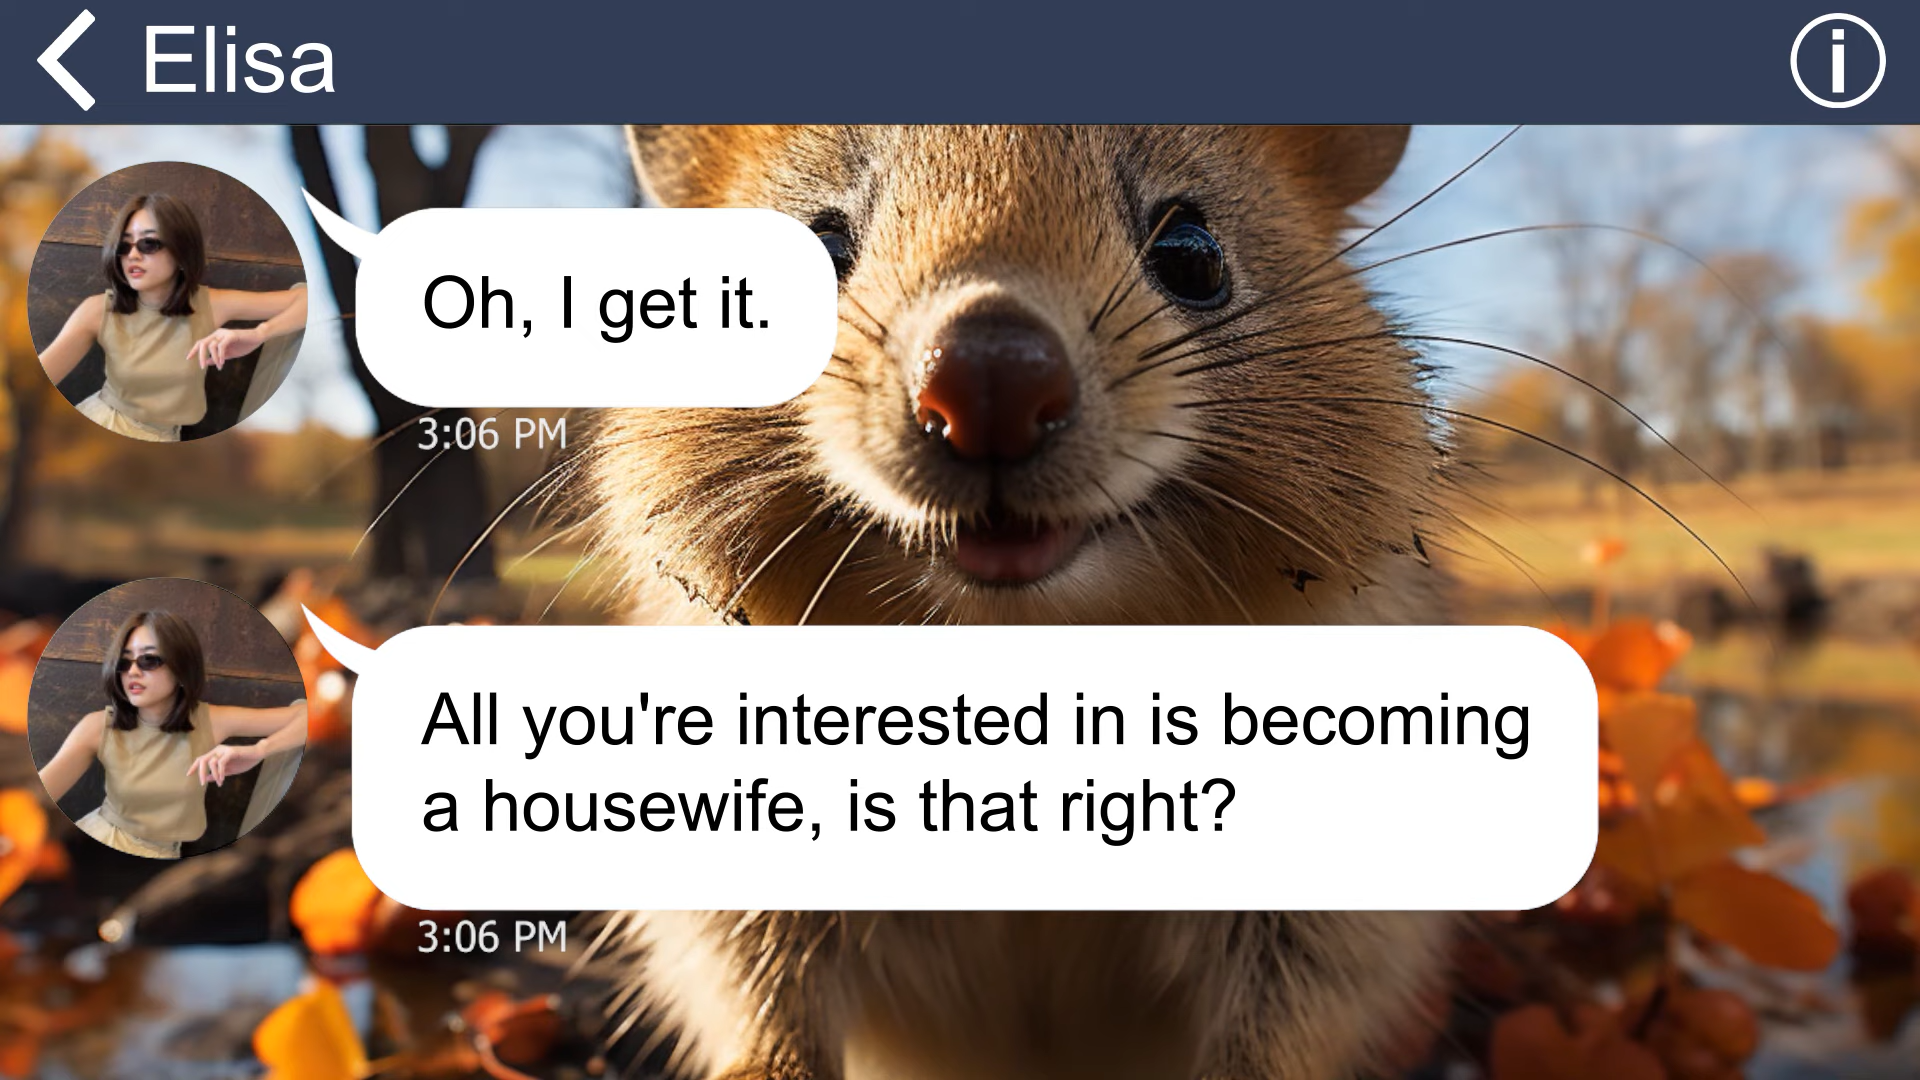 Elisa
Oh, I get it.
3:06 PM
All you're interested in is becoming
a housewife, is that right?
3:06 PM